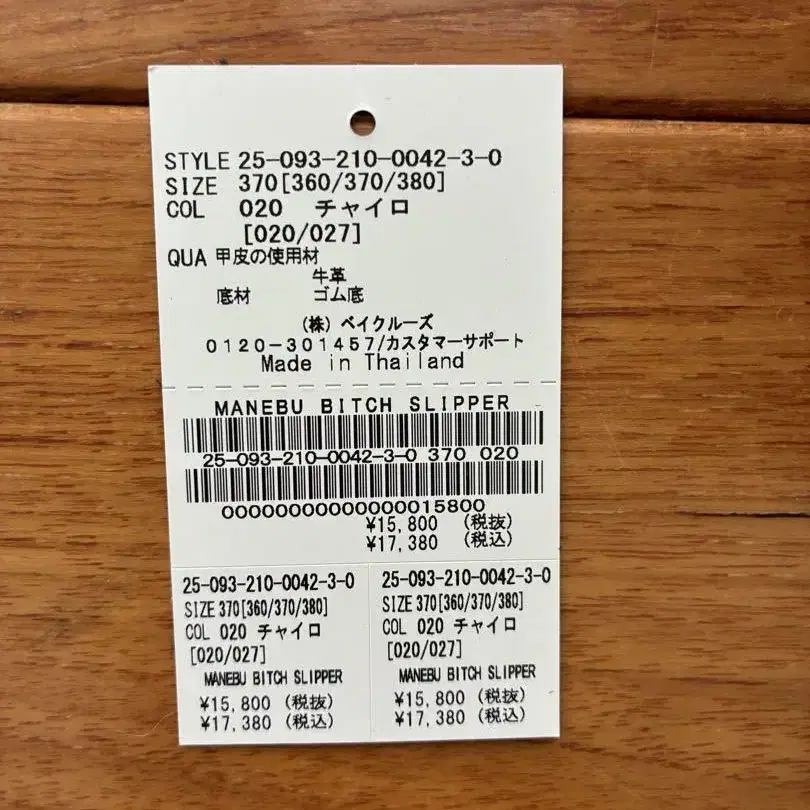 STYLE 25-093-210-0042-3-0
SIZE 370[360/370/380]
COL 020 チャイロ
[020/027]
QUA 甲皮の使用材
牛革
底材 ゴム底
(株) ベイクルーズ
0120-301457/カスタマーサポート
Made in Thailand
MANEBU BITCH SLIPPER
25-093-210-0042-3-0 370 020
00000000000000015800
¥15,800 (税抜)
¥17,380 (税込)
25-093-210-0042-3-0
SIZE 370[360/370/380]
COL 020 チャイロ
[020/027]
MANEBU BITCH SLIPPER
¥15,800 (税抜)
¥17,380 (税込)
25-093-210-0042-3-0
SIZE 370[360/370/380]
COL 020 チャイロ
[020/027]
MANEBU BITCH SLIPPER
¥15,800 (税抜)
¥17,380 (税込)